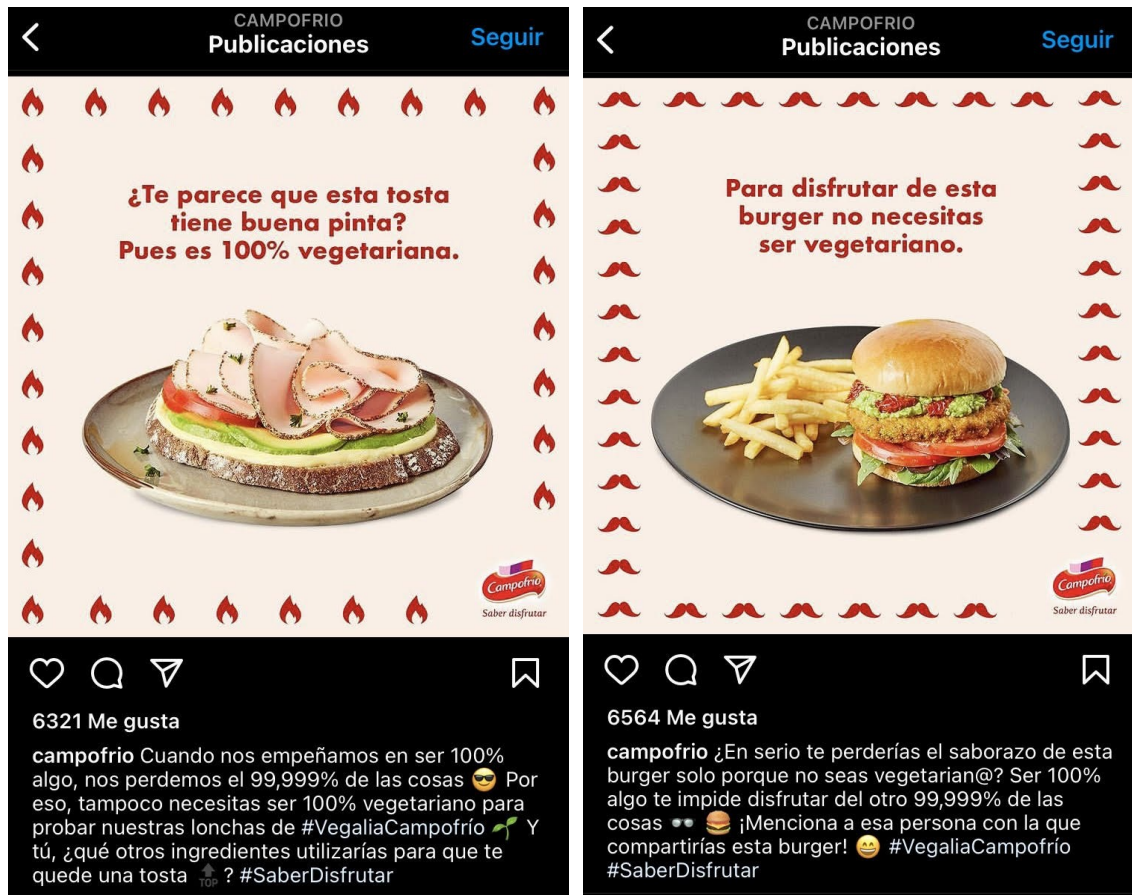 CAMPOFRIO
Publicaciones
Seguir
¿Te parece que esta tosta
tiene buena pinta?
Pues es 100% vegetariana.
Campofrío
Saber disfrutar
6321 Me gusta
campofrio Cuando nos empeñamos en ser 100%
algo, nos perdemos el 99,999% de las cosas 😎 Por
eso, tampoco necesitas ser 100% vegetariano para
probar nuestras lonchas de #VegaliaCampofrío 🌱 Y
tú, ¿qué otros ingredientes utilizarías para que te
quede una tosta 🔝 ? #SaberDisfrutar
CAMPOFRIO
Publicaciones
Seguir
Para disfrutar de esta
burger no necesitas
ser vegetariano.
Campofrío
Saber disfrutar
6564 Me gusta
campofrio ¿En serio te perderías el saborazo de esta
burger solo porque no seas vegetarian@? Ser 100%
algo te impide disfrutar del otro 99,999% de las
cosas 👓 🍔 ¡Menciona a esa persona con la que
compartirías esta burger! 😄 #VegaliaCampofrío
#SaberDisfrutar